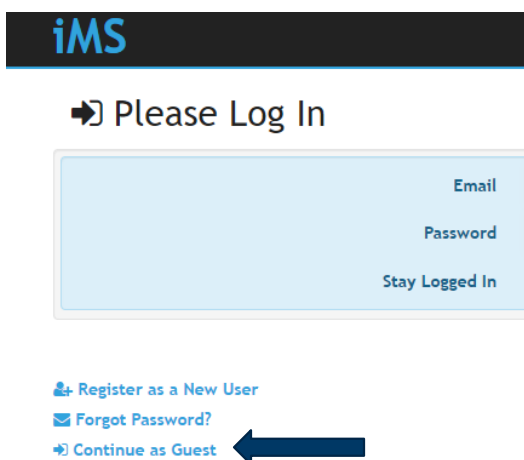 iMS
Please Log In
Email
Password
Stay Logged In
Register as a New User
Forgot Password?
Continue as Guest